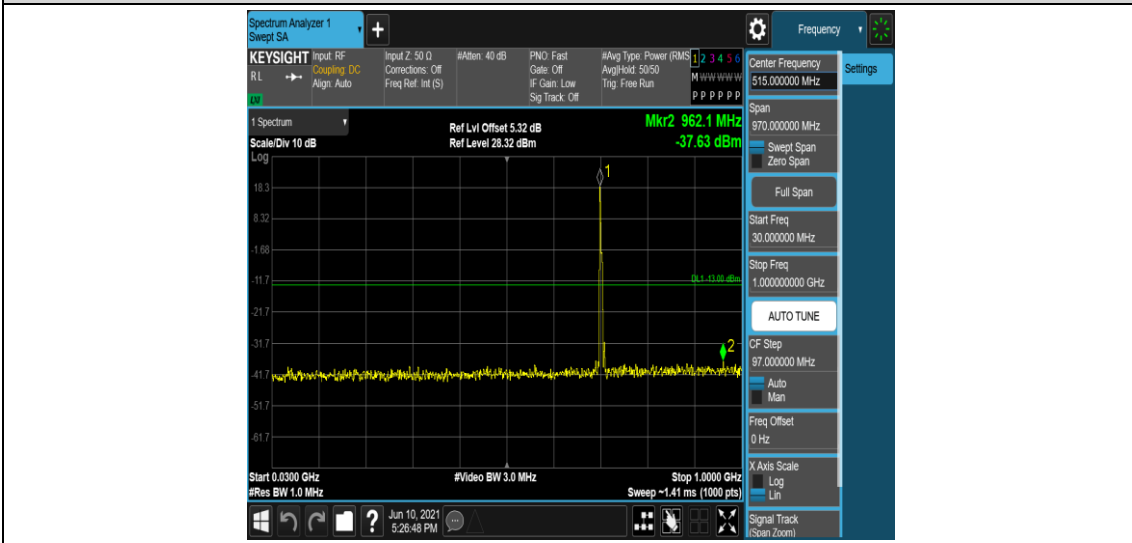 Spectrum Analyzer 1
Swept SA
+
Frequency
KEYSIGHT
RL
LXI
Input: RF
Coupling: DC
Align: Auto
Input Z: 50 Ω
Corrections: Off
Freq Ref: Int (S)
#Atten: 40 dB
PNO: Fast
Gate: Off
IF Gain: Low
Sig Track: Off
#Avg Type: Power (RMS
Avg|Hold: 50/50
Trig: Free Run
1 2 3 4 5 6
M W W W W W
P P P P P P
Center Frequency
515.000000 MHz
Settings
Span
970.000000 MHz
Swept Span
Zero Span
Full Span
Start Freq
30.000000 MHz
Stop Freq
1.000000000 GHz
AUTO TUNE
CF Step
97.000000 MHz
Auto
Man
Freq Offset
0 Hz
X Axis Scale
Log
Lin
Signal Track
(Span Zoom)
1 Spectrum
Scale/Div 10 dB
Log
Ref Lvl Offset 5.32 dB
Ref Level 28.32 dBm
Mkr2 962.1 MHz
-37.63 dBm
1
18.3
8.32
-1.68
-11.7
DL1 -13.00 dBm
-21.7
-31.7
2
-41.7
-51.7
-61.7
Start 0.0300 GHz
#Res BW 1.0 MHz
#Video BW 3.0 MHz
Stop 1.0000 GHz
Sweep ~1.41 ms (1000 pts)
?
Jun 10, 2021
5:26:48 PM